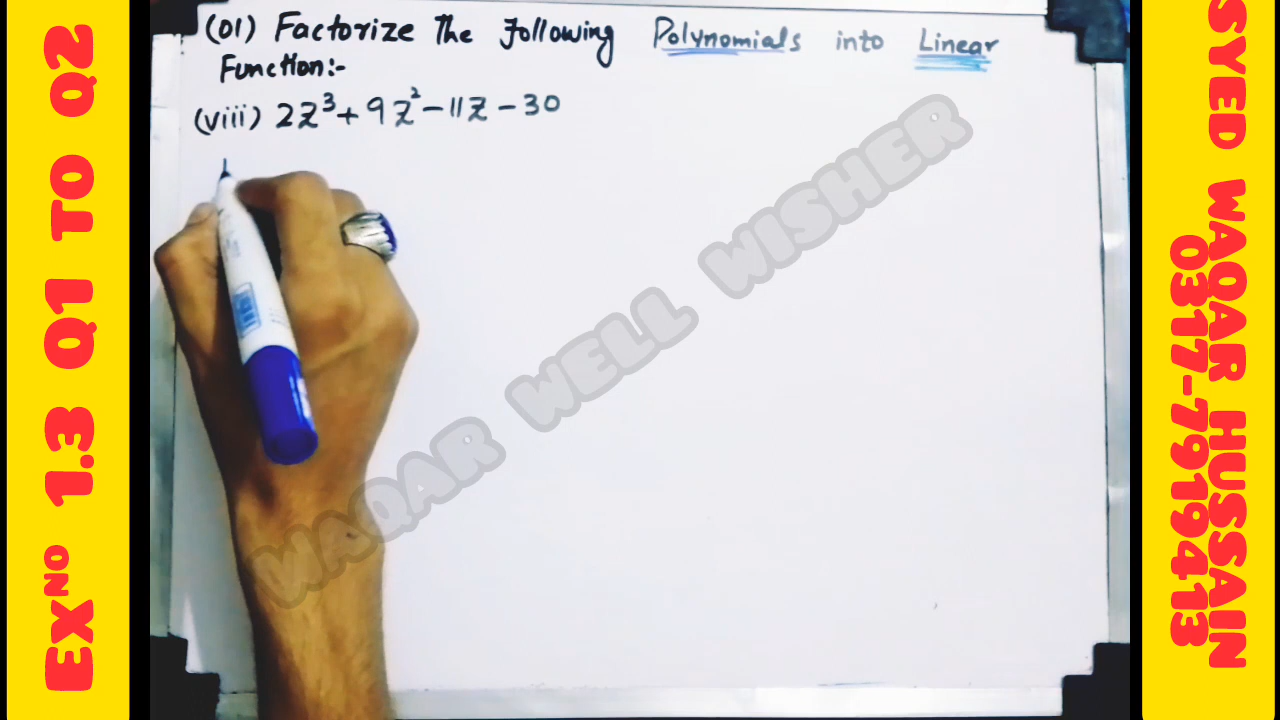 (01) Factorize the following Polynomials into Linear
Function:-
(viii) 2z³ + 9z² - 11z - 30
WAQAR WELL WISHER
EXNO 1.3 Q1 TO Q2
SYED WAQAR HUSSAIN
0317-7919413